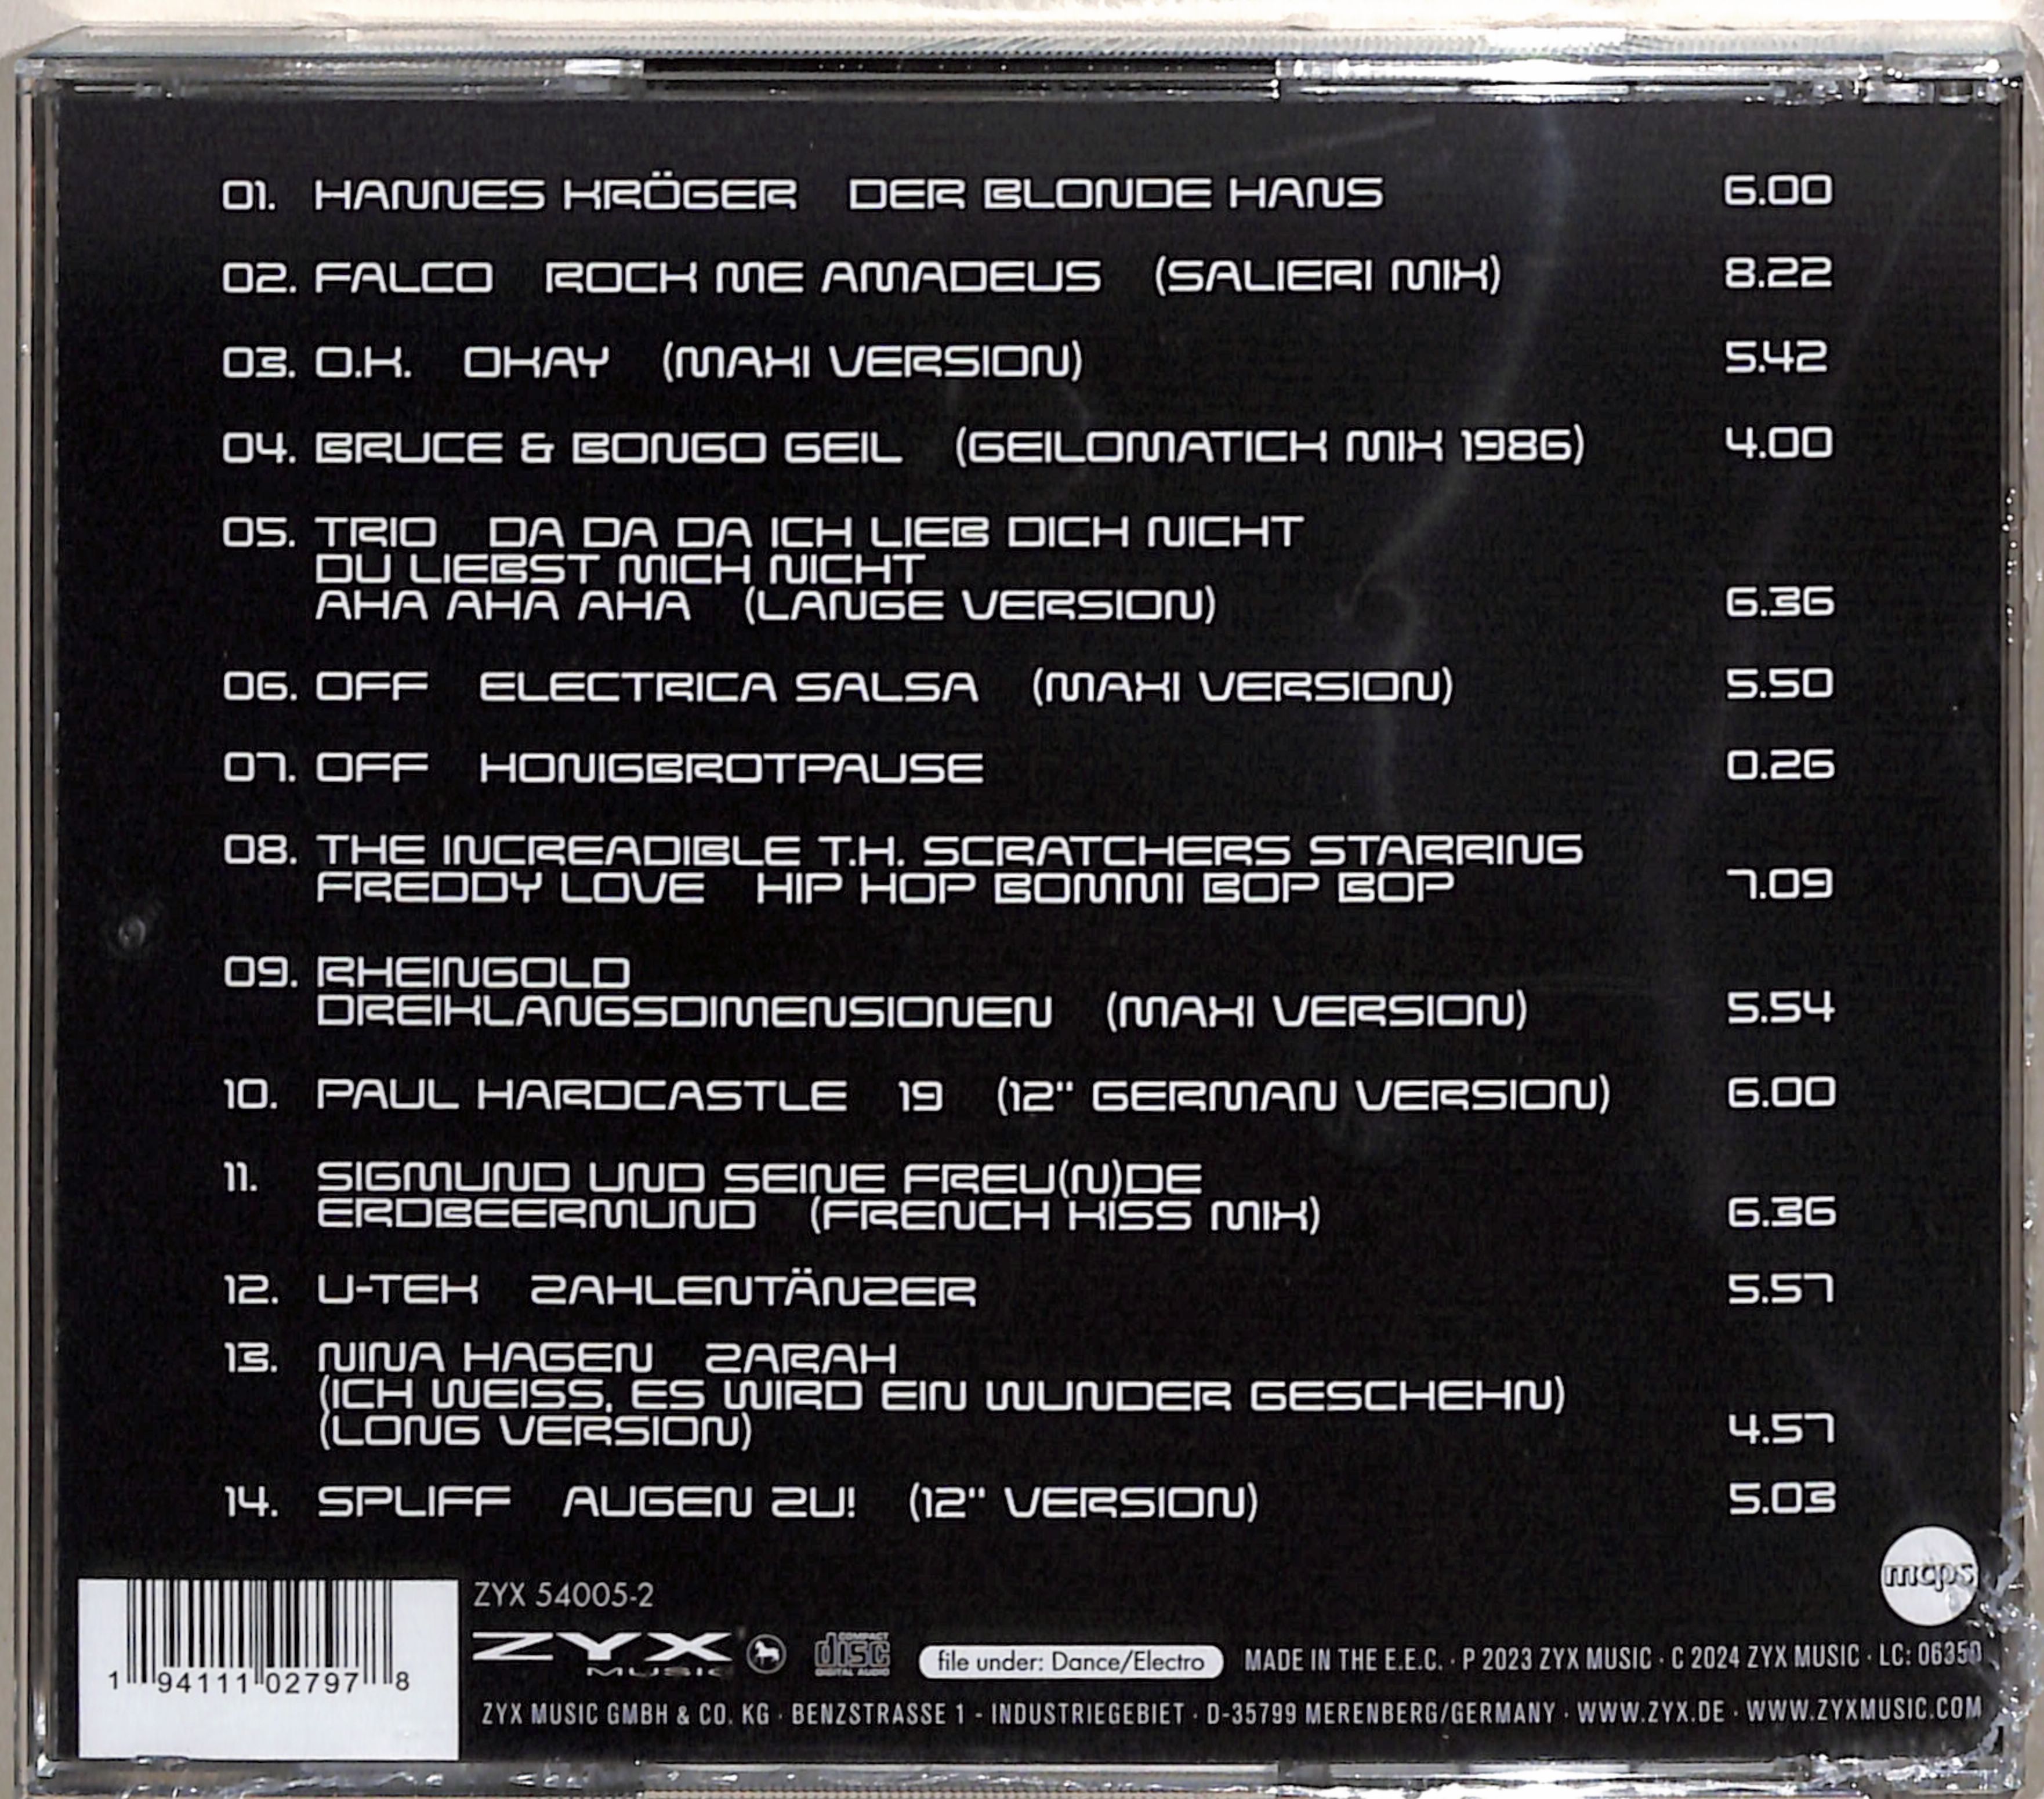 01. HANNES KRÖGER DER BLONDE HANS 6.00
02. FALCO ROCK ME AMADEUS (SALIERI MIX) 8.22
03. O.K. OKAY (MAXI VERSION) 5.42
04. BRUCE & BONGO GEIL (GEILOMATICK MIX 1986) 4.00
05. TRIO DA DA DA ICH LIEB DICH NICHT
DU LIEBST MICH NICHT
AHA AHA AHA (LANGE VERSION) 6.36
06. OFF ELECTRICA SALSA (MAXI VERSION) 5.50
07. OFF HONIGBROTPAUSE 0.26
08. THE INCREADIBLE T.H. SCRATCHERS STARRING
FREDDY LOVE HIP HOP BOMMI BOP BOP 7.09
09. RHEINGOLD
DREIKLANGSDIMENSIONEN (MAXI VERSION) 5.54
10. PAUL HARDCASTLE 19 (12" GERMAN VERSION) 6.00
11. SIGMUND UND SEINE FREU(N)DE
ERDBEERMUND (FRENCH KISS MIX) 6.36
12. U-TEK ZAHLENTÄNZER 5.57
13. NINA HAGEN ZARAH
(ICH WEISS, ES WIRD EIN WUNDER GESCHEHN)
(LONG VERSION) 4.57
14. SPLIFF AUGEN ZU! (12" VERSION) 5.03
mcps
ZYX 54005-2
ZYX MUSIC
COMPACT disc DIGITAL AUDIO
file under: Dance/Electro
MADE IN THE E.E.C. · P 2023 ZYX MUSIC · C 2024 ZYX MUSIC · LC: 06350
1 94111 02797 8
ZYX MUSIC GMBH & CO. KG · BENZSTRASSE 1 - INDUSTRIEGEBIET · D-35799 MERENBERG/GERMANY · WWW.ZYX.DE · WWW.ZYXMUSIC.COM